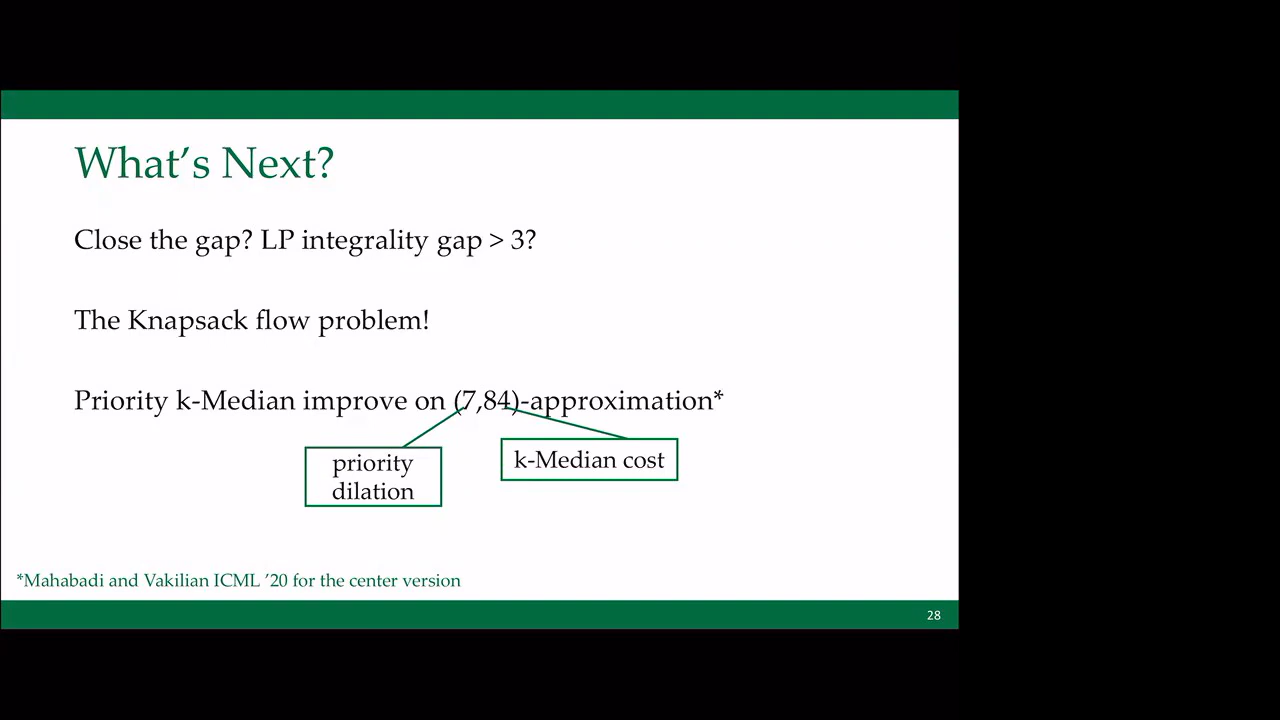 What’s Next?
Close the gap? LP integrality gap > 3?
The Knapsack flow problem!
Priority k-Median improve on (7,84)-approximation*
priority
dilation
k-Median cost
*Mahabadi and Vakilian ICML ’20 for the center version
28